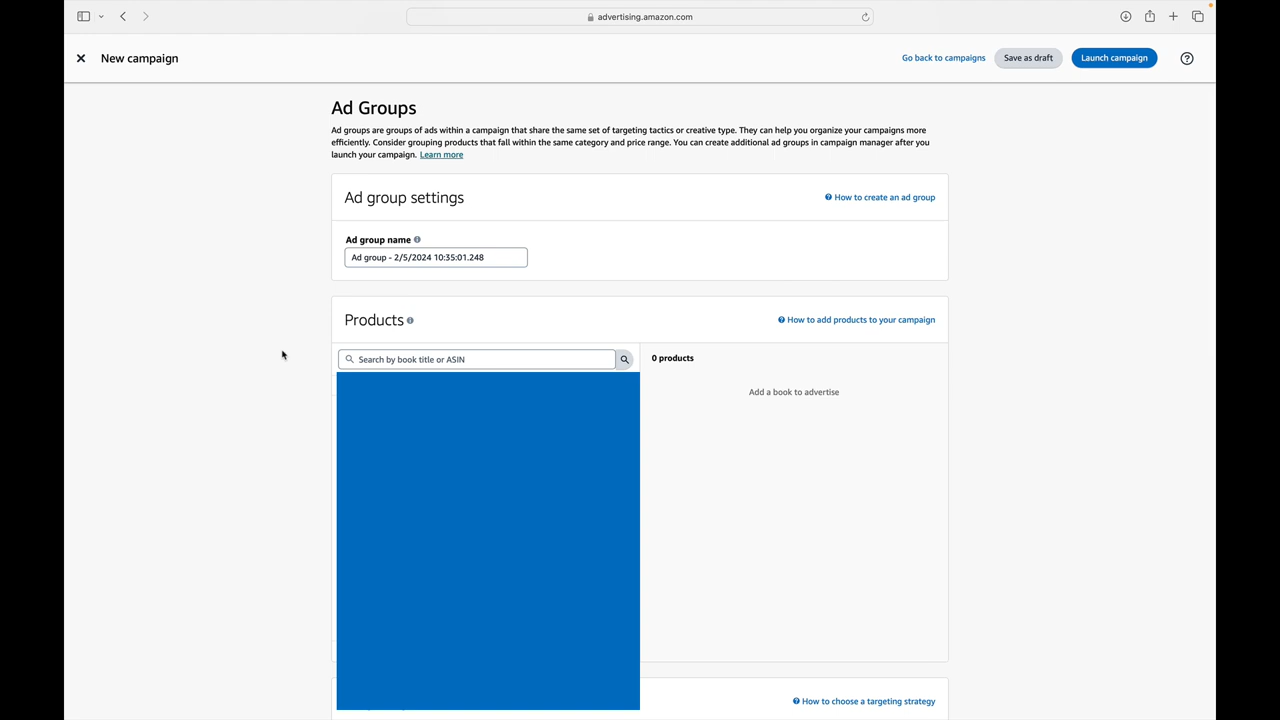 advertising.amazon.com
New campaign
Go back to campaigns
Save as draft
Launch campaign
Ad Groups
Ad groups are groups of ads within a campaign that share the same set of targeting tactics or creative type. They can help you organize your campaigns more
efficiently. Consider grouping products that fall within the same category and price range. You can create additional ad groups in campaign manager after you
launch your campaign. Learn more
Ad group settings
How to create an ad group
Ad group name
Ad group - 2/5/2024 10:35:01.248
Products
How to add products to your campaign
Search by book title or ASIN
0 products
Add a book to advertise
How to choose a targeting strategy